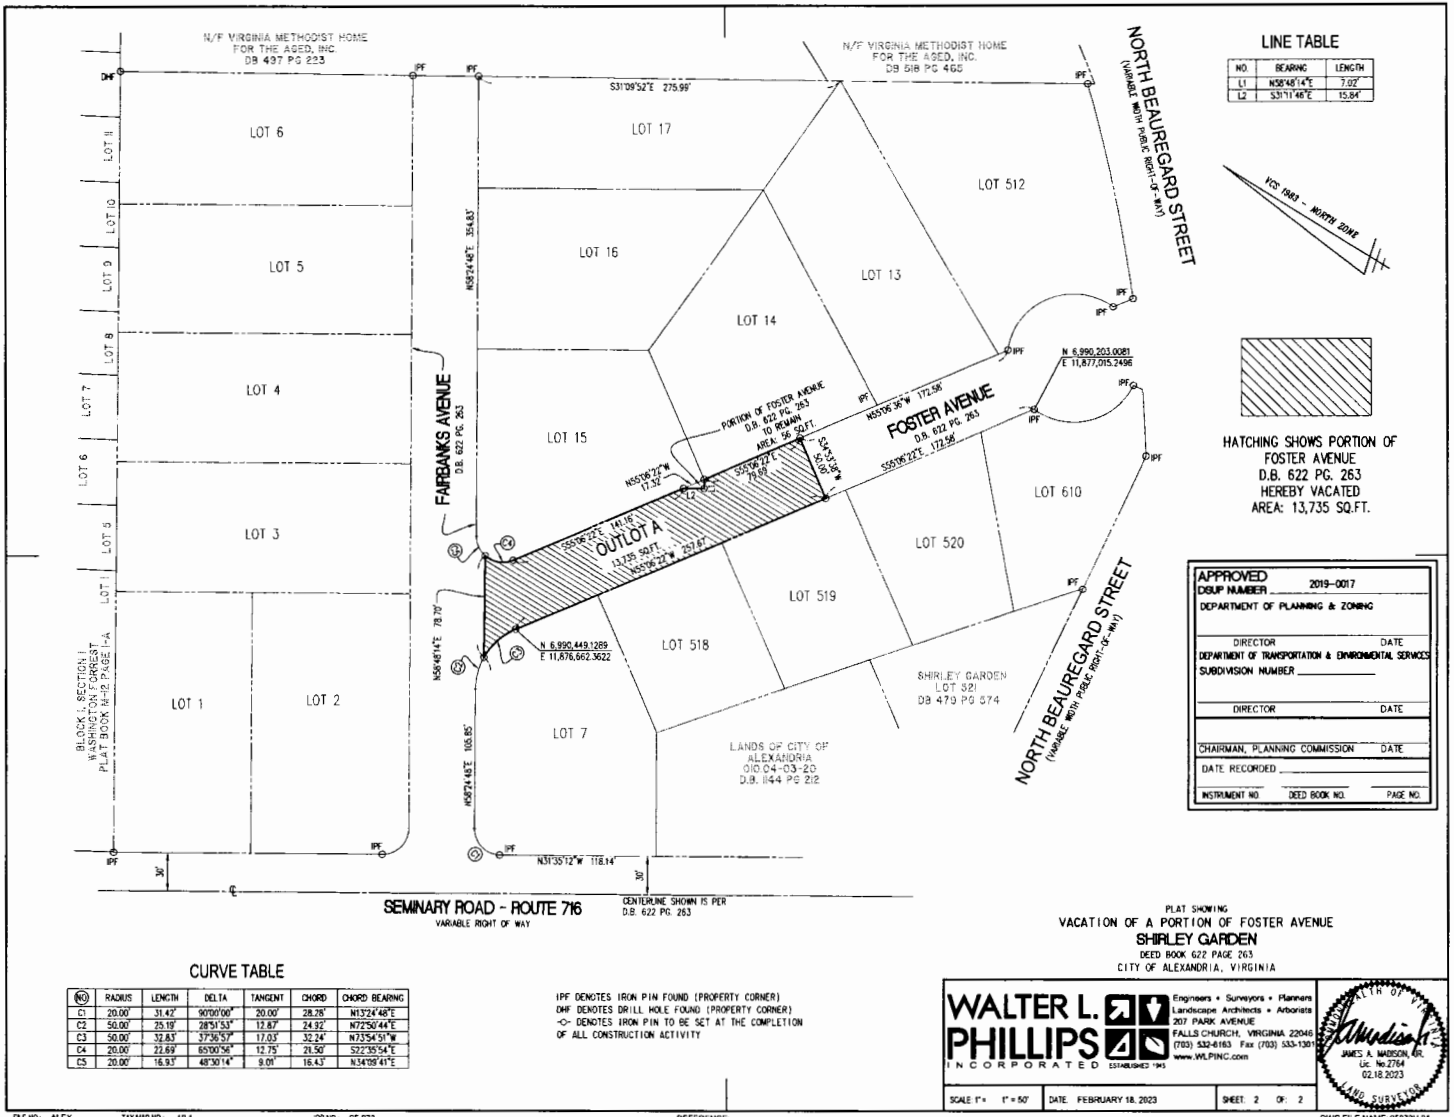 N/F VIRGINIA METHODIST HOME
FOR THE AGED, INC.
DB 497 PG 223
N/F VIRGINIA METHODIST HOME
FOR THE AGED, INC.
DB 518 PG 465
DHF
IPF
IPF
IPF
S31°09'52"E 275.99'
LOT 6
LOT 17
LOT 512
LOT 5
LOT 16
LOT 13
LOT 14
LOT 4
LOT 15
LOT 3
LOT 1
LOT 2
LOT 7
LOT 518
LOT 519
LOT 520
LOT 610
LOT 11
LOT 10
LOT 9
LOT 8
LOT 7
LOT 6
LOT 5
LOT 1
BLOCK 1, SECTION 1
WASHINGTON FORREST
PLAT BOOK M-12 PAGE 1-A
N58°24'48"E 354.83'
FAIRBANKS AVENUE
D.B. 622 PG. 263
NORTH BEAUREGARD STREET
(VARIABLE WIDTH PUBLIC RIGHT-OF-WAY)
IPF
IPF
IPF
N 6,990,203.0081
E 11,877,015.2496
IPF
IPF
IPF
IPF
IPF
N55°06'36"W 172.58'
FOSTER AVENUE
D.B. 622 PG. 263
S55°06'22"E 172.58'
PORTION OF FOSTER AVENUE
D.B. 622 PG. 263
TO REMAIN
AREA: 56 SQ.FT.
S55°06'22"E
79.69'
S34°53'38"W
50.00'
N55°06'22"W
17.32'
L2
S55°06'22"E 141.16'
OUTLOT A
13,735 SQ.FT.
N55°06'22"W 257.67'
C4
N58°48'14"E 78.70'
C2
C3
N 6,990,449.1289
E 11,876,662.3622
N58°24'48"E 105.85'
SHIRLEY GARDEN
LOT 521
DB 479 PG 574
LANDS OF CITY OF
ALEXANDRIA
010.04-03-20
D.B. 1144 PG 212
NORTH BEAUREGARD STREET
(VARIABLE WIDTH PUBLIC RIGHT-OF-WAY)
IPF
IPF
IPF
N31°35'12"W 118.14'
30'
30'
SEMINARY ROAD - ROUTE 716
VARIABLE RIGHT OF WAY
CENTERLINE SHOWN IS PER
D.B. 622 PG. 263
LINE TABLE
NO. BEARING LENGTH
L1 N58°48'14"E 7.02'
L2 S31°11'46"E 15.84'
VCS 1983 - NORTH ZONE
HATCHING SHOWS PORTION OF
FOSTER AVENUE
D.B. 622 PG. 263
HEREBY VACATED
AREA: 13,735 SQ.FT.
APPROVED
DSUP NUMBER 2019-0017
DEPARTMENT OF PLANNING & ZONING
DIRECTOR DATE
DEPARTMENT OF TRANSPORTATION & ENVIRONMENTAL SERVICES
SUBDIVISION NUMBER
DIRECTOR DATE
CHAIRMAN, PLANNING COMMISSION DATE
DATE RECORDED
INSTRUMENT NO. DEED BOOK NO. PAGE NO.
CURVE TABLE
NO RADIUS LENGTH DELTA TANGENT CHORD CHORD BEARING
C1 20.00' 31.42' 90°00'00" 20.00' 28.28' N13°24'48"E
C2 50.00' 25.19' 28°51'53" 12.87' 24.92' N72°50'44"E
C3 50.00' 32.83' 37°36'57" 17.03' 32.24' N73°54'51"W
C4 20.00' 22.69' 65°00'56" 12.75' 21.50' S22°35'54"E
C5 20.00' 16.93' 48°30'14" 9.01' 16.43' N34°09'41"E
IPF DENOTES IRON PIN FOUND (PROPERTY CORNER)
DHF DENOTES DRILL HOLE FOUND (PROPERTY CORNER)
-O- DENOTES IRON PIN TO BE SET AT THE COMPLETION
OF ALL CONSTRUCTION ACTIVITY
PLAT SHOWING
VACATION OF A PORTION OF FOSTER AVENUE
SHIRLEY GARDEN
DEED BOOK 622 PAGE 263
CITY OF ALEXANDRIA, VIRGINIA
WALTER L.
PHILLIPS
INCORPORATED ESTABLISHED 1945
Engineers • Surveyors • Planners
Landscape Architects • Arborists
207 PARK AVENUE
FALLS CHURCH, VIRGINIA 22046
(703) 532-6163 Fax (703) 533-1301
www.WLPINC.com
SCALE: 1"= 1" = 50' DATE: FEBRUARY 18, 2023 SHEET: 2 OF: 2
COMMONWEALTH OF VIRGINIA
JAMES A. MADISON, JR.
Lic. No.2764
02.18.2023
LAND SURVEYOR